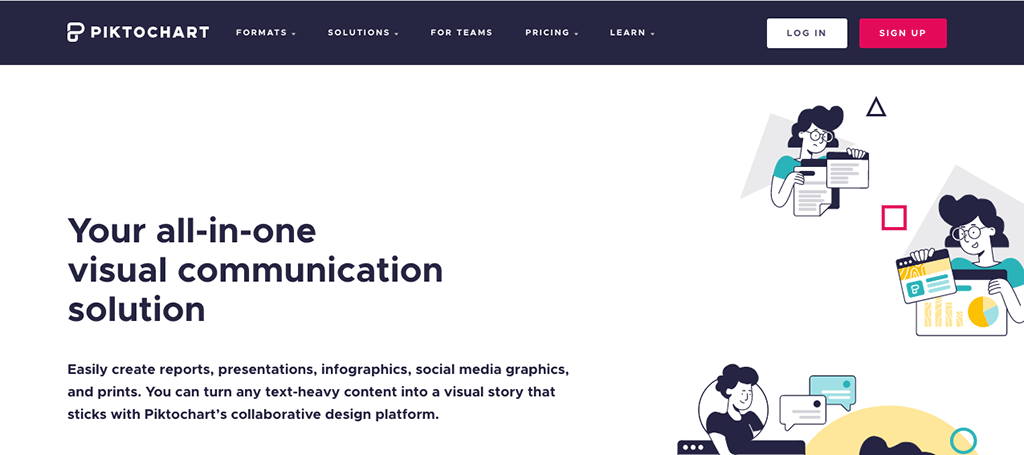 PIKTOCHART FORMATS SOLUTIONS FOR TEAMS PRICING LEARN LOG IN SIGN UP
Your all-in-one
visual communication
solution
Easily create reports, presentations, infographics, social media graphics,
and prints. You can turn any text-heavy content into a visual story that
sticks with Piktochart’s collaborative design platform.